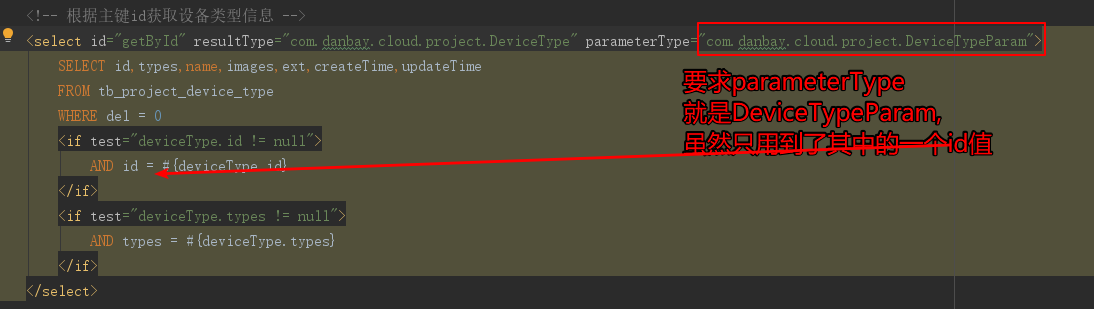 <!-- 根据主键id获取设备类型信息 -->
<select id="getById" resultType="com.danbay.cloud.project.DeviceType" parameterType="com.danbay.cloud.project.DeviceTypeParam">
SELECT id,types,name,images,ext,createTime,updateTime
FROM tb_project_device_type
WHERE del = 0
<if test="deviceType.id != null">
AND id = #{deviceType.id}
</if>
<if test="deviceType.types != null">
AND types = #{deviceType.types}
</if>
</select>
要求parameterType
就是DeviceTypeParam,
虽然只用到了其中的一个id值